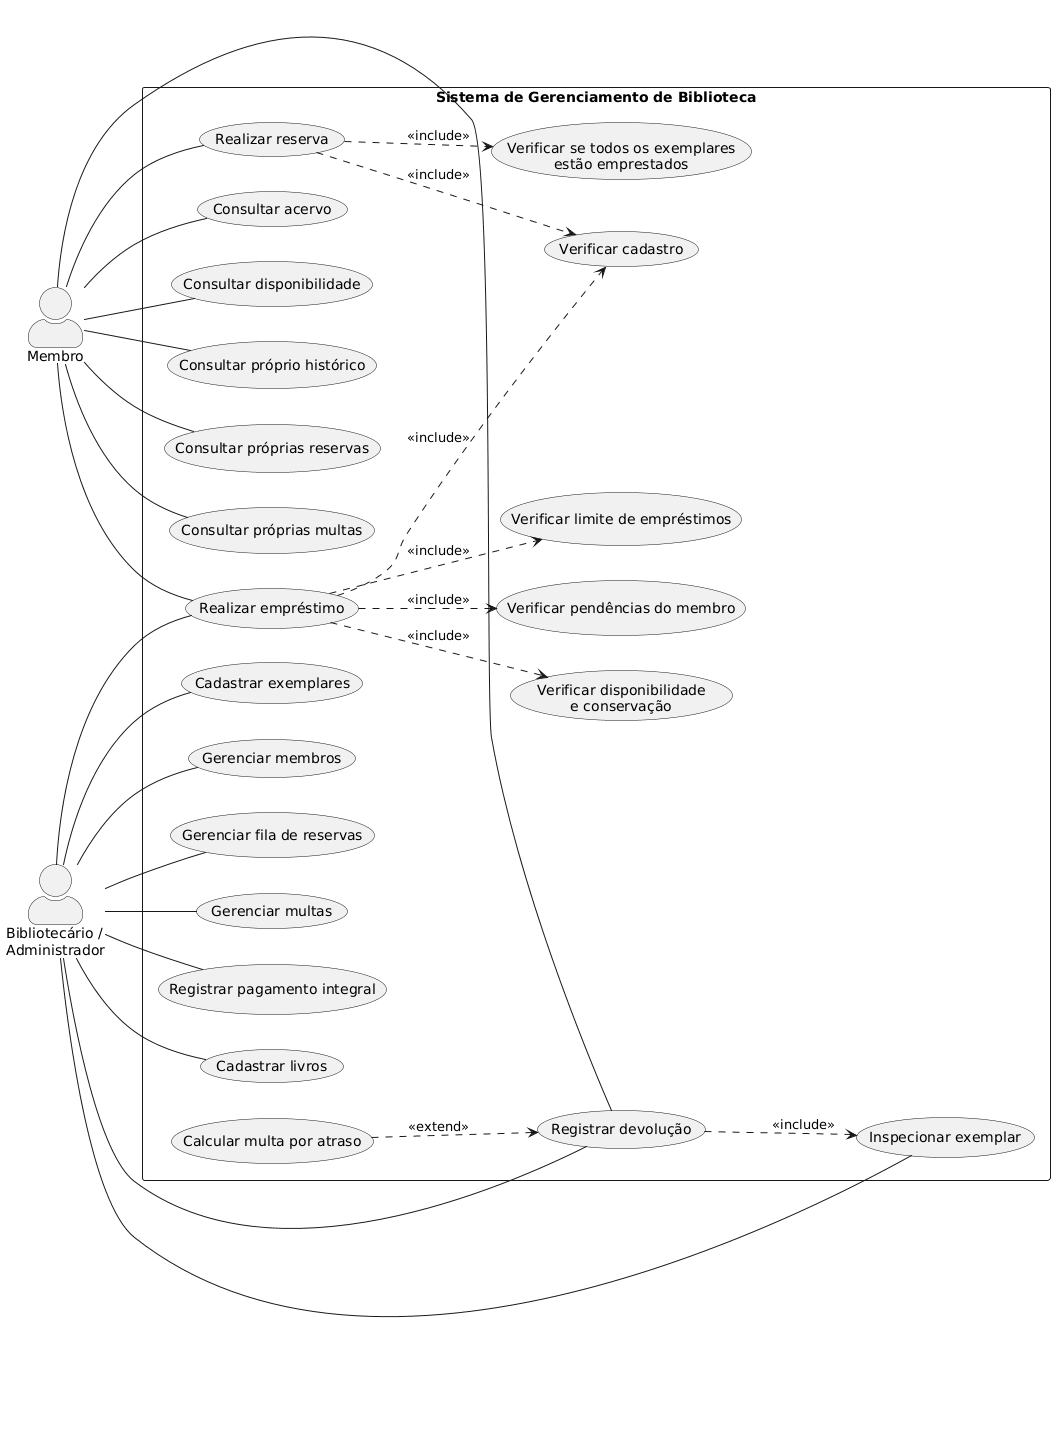 Sistema de Gerenciamento de Biblioteca
Realizar reserva
«include»
Verificar se todos os exemplares
estão emprestados
«include»
Consultar acervo
Verificar cadastro
Consultar disponibilidade
Membro
Consultar próprio histórico
«include»
Consultar próprias reservas
Verificar limite de empréstimos
Consultar próprias multas
«include»
Realizar empréstimo
«include»
Verificar pendências do membro
«include»
Cadastrar exemplares
Verificar disponibilidade
e conservação
Gerenciar membros
Gerenciar fila de reservas
Gerenciar multas
Bibliotecário /
Administrador
Registrar pagamento integral
Cadastrar livros
Calcular multa por atraso
«extend»
Registrar devolução
«include»
Inspecionar exemplar